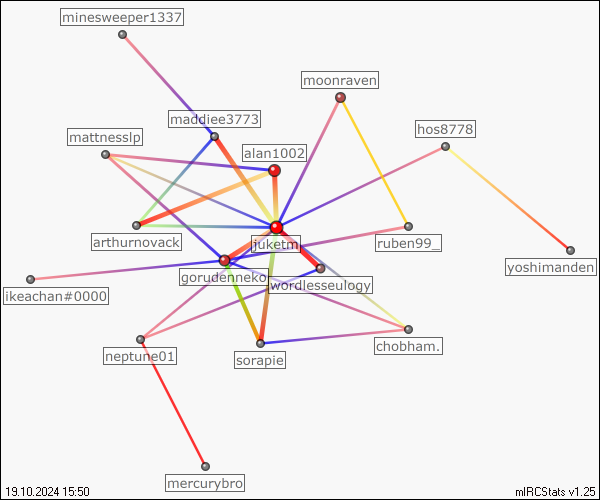 minesweeper1337
moonraven
maddiee3773
hos8778
mattnesslp
alan1002
arthurnovack
juketm
ruben99_
yoshimanden
gorudenneko
wordlesseulogy
ikeachan#0000
neptune01
sorapie
chobham.
mercurybro
19.10.2024 15:50
mIRCStats v1.25